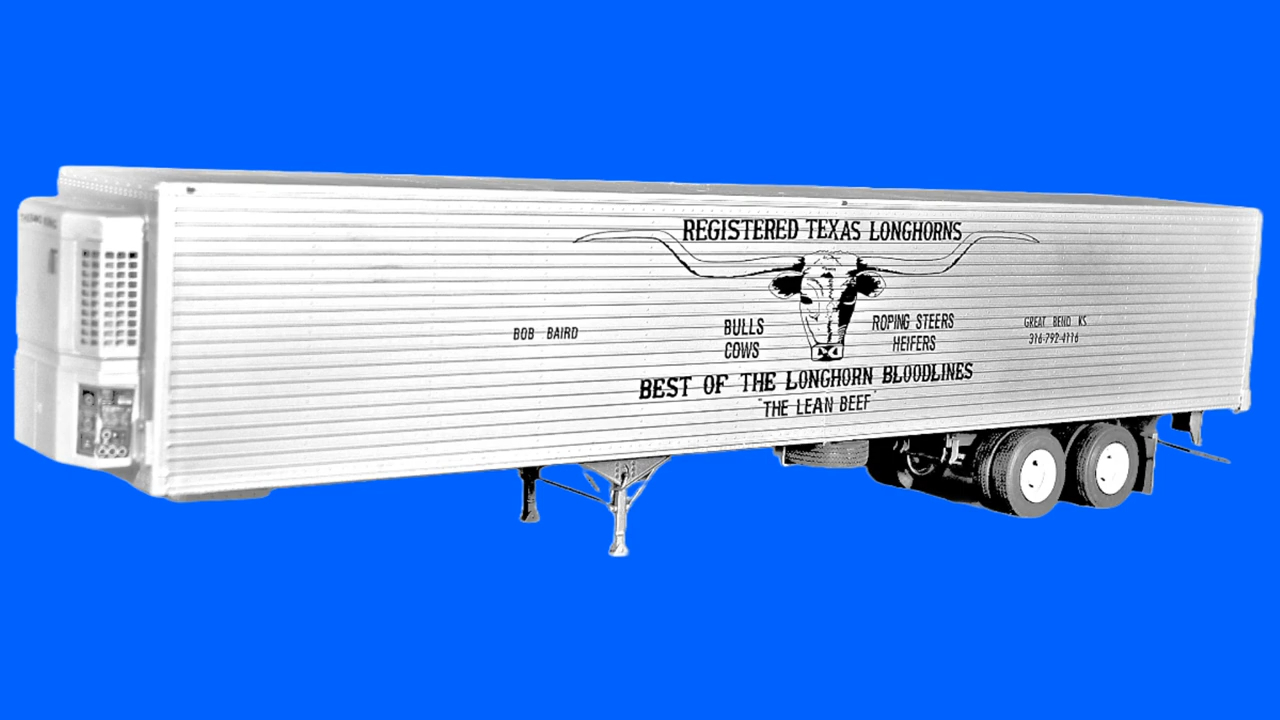 REGISTERED TEXAS LONGHORNS
BOB BAIRD
BULLS
COWS
ROPING STEERS
HEIFERS
GREAT BEND KS
316-792-4116
BEST OF THE LONGHORN BLOODLINES
"THE LEAN BEEF"